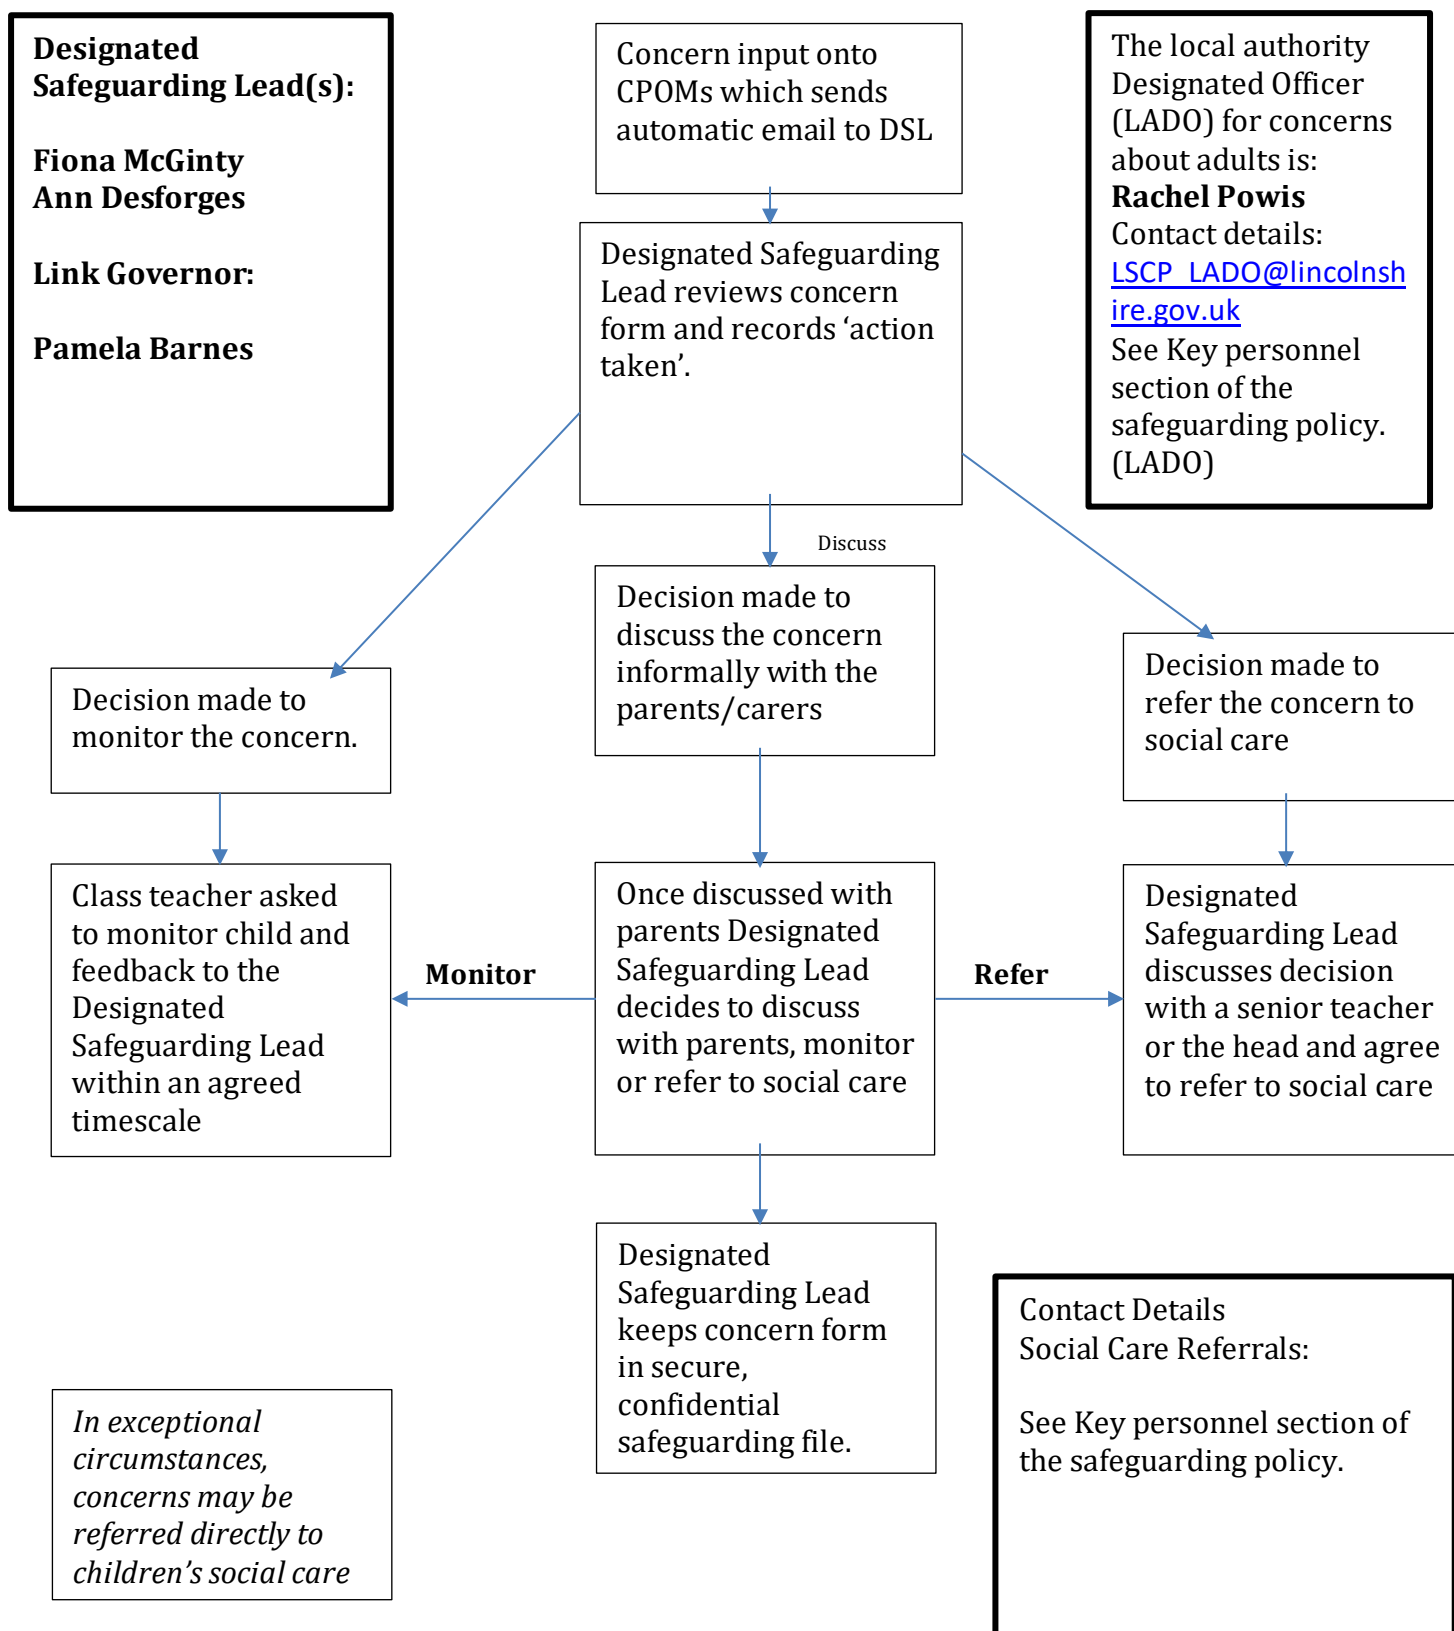 Designated
Safeguarding Lead(s):
Fiona McGinty
Ann Desforges
Link Governor:
Pamela Barnes
Concern input onto
CPOMs which sends
automatic email to DSL
The local authority
Designated Officer
(LADO) for concerns
about adults is:
Rachel Powis
Contact details:
LSCP_LADO@lincolnsh
ire.gov.uk
See Key personnel
section of the
safeguarding policy.
(LADO)
Designated Safeguarding
Lead reviews concern
form and records ‘action
taken’.
Discuss
Decision made to
monitor the concern.
Decision made to
discuss the concern
informally with the
parents/carers
Decision made to
refer the concern to
social care
Class teacher asked
to monitor child and
feedback to the
Designated
Safeguarding Lead
within an agreed
timescale
Monitor
Once discussed with
parents Designated
Safeguarding Lead
decides to discuss
with parents, monitor
or refer to social care
Refer
Designated
Safeguarding Lead
discusses decision
with a senior teacher
or the head and agree
to refer to social care
Designated
Safeguarding Lead
keeps concern form
in secure,
confidential
safeguarding file.
In exceptional
circumstances,
concerns may be
referred directly to
children’s social care
Contact Details
Social Care Referrals:
See Key personnel section of
the safeguarding policy.